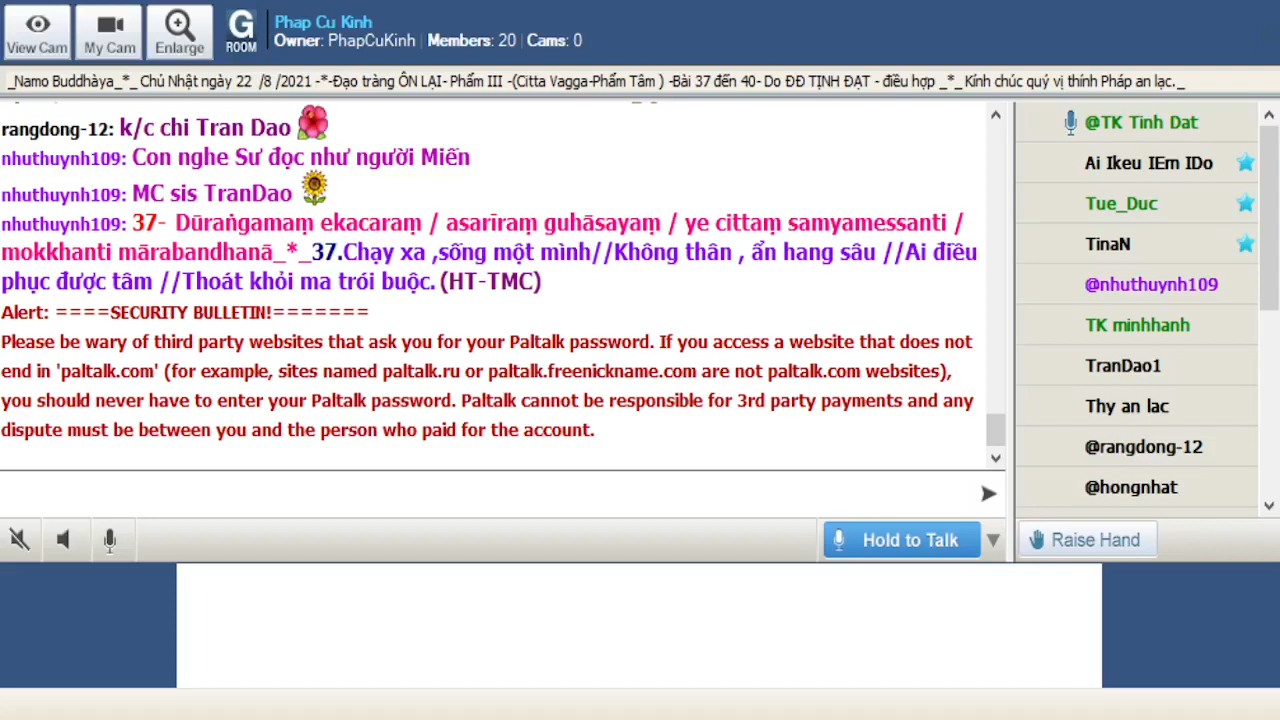 View Cam
My Cam
Enlarge
G
ROOM
Phap Cu Kinh
Owner: PhapCuKinh | Members: 20 | Cams: 0
_Namo Buddhàya_*_ Chủ Nhật ngày 22 /8 /2021 -*-Đạo tràng ÔN LẠI- Phẩm III -(Citta Vagga-Phẩm Tâm ) -Bài 37 đến 40- Do ĐĐ TỊNH ĐẠT - điều hợp _*_ Kính chúc quý vị thính Pháp an lạc._
rangdong-12: k/c chi Tran Dao
nhuthuynh109: Con nghe Sư đọc như người Miến
nhuthuynh109: MC sis TranDao
nhuthuynh109: 37- Dūraṅgamaṃ ekacaraṃ / asarīraṃ guhāsayaṃ / ye cittaṃ samyamessanti /
mokkhanti mārabandhanā_*_37.Chạy xa ,sống một mình//Không thân , ẩn hang sâu //Ai điều
phục được tâm //Thoát khỏi ma trói buộc. (HT-TMC)
Alert: ====SECURITY BULLETIN!=======
Please be wary of third party websites that ask you for your Paltalk password. If you access a website that does not
end in 'paltalk.com' (for example, sites named paltalk.ru or paltalk.freenickname.com are not paltalk.com websites),
you should never have to enter your Paltalk password. Paltalk cannot be responsible for 3rd party payments and any
dispute must be between you and the person who paid for the account.
@TK Tinh Dat
Ai Ikeu IEm IDo
Tue_Duc
TinaN
@nhuthuynh109
TK minhhanh
TranDao1
Thy an lac
@rangdong-12
@hongnhat
Hold to Talk
Raise Hand